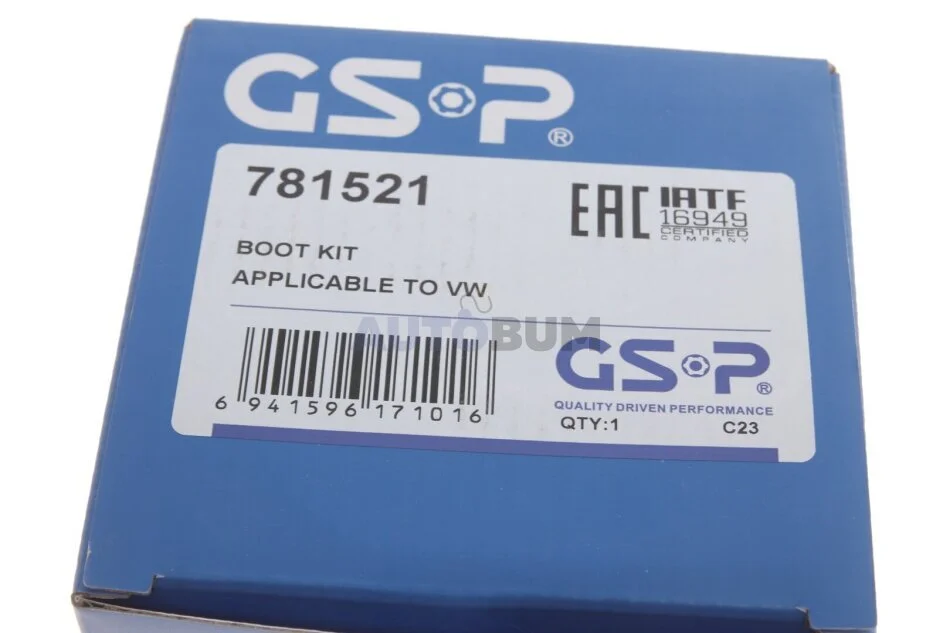 GS·P®
781521
EAC
IATF
16949
CERTIFIED
COMPANY
BOOT KIT
APPLICABLE TO VW
AUTOBUM
6 941596 171016
GS·P®
QUALITY DRIVEN PERFORMANCE
QTY:1 C23